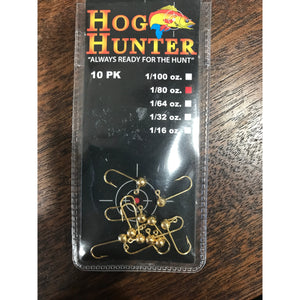 HOG
HUNTER
"ALWAYS READY FOR THE HUNT"
10 PK
1/100 oz.
1/80 oz.
1/64 oz.
1/32 oz.
1/16 oz.